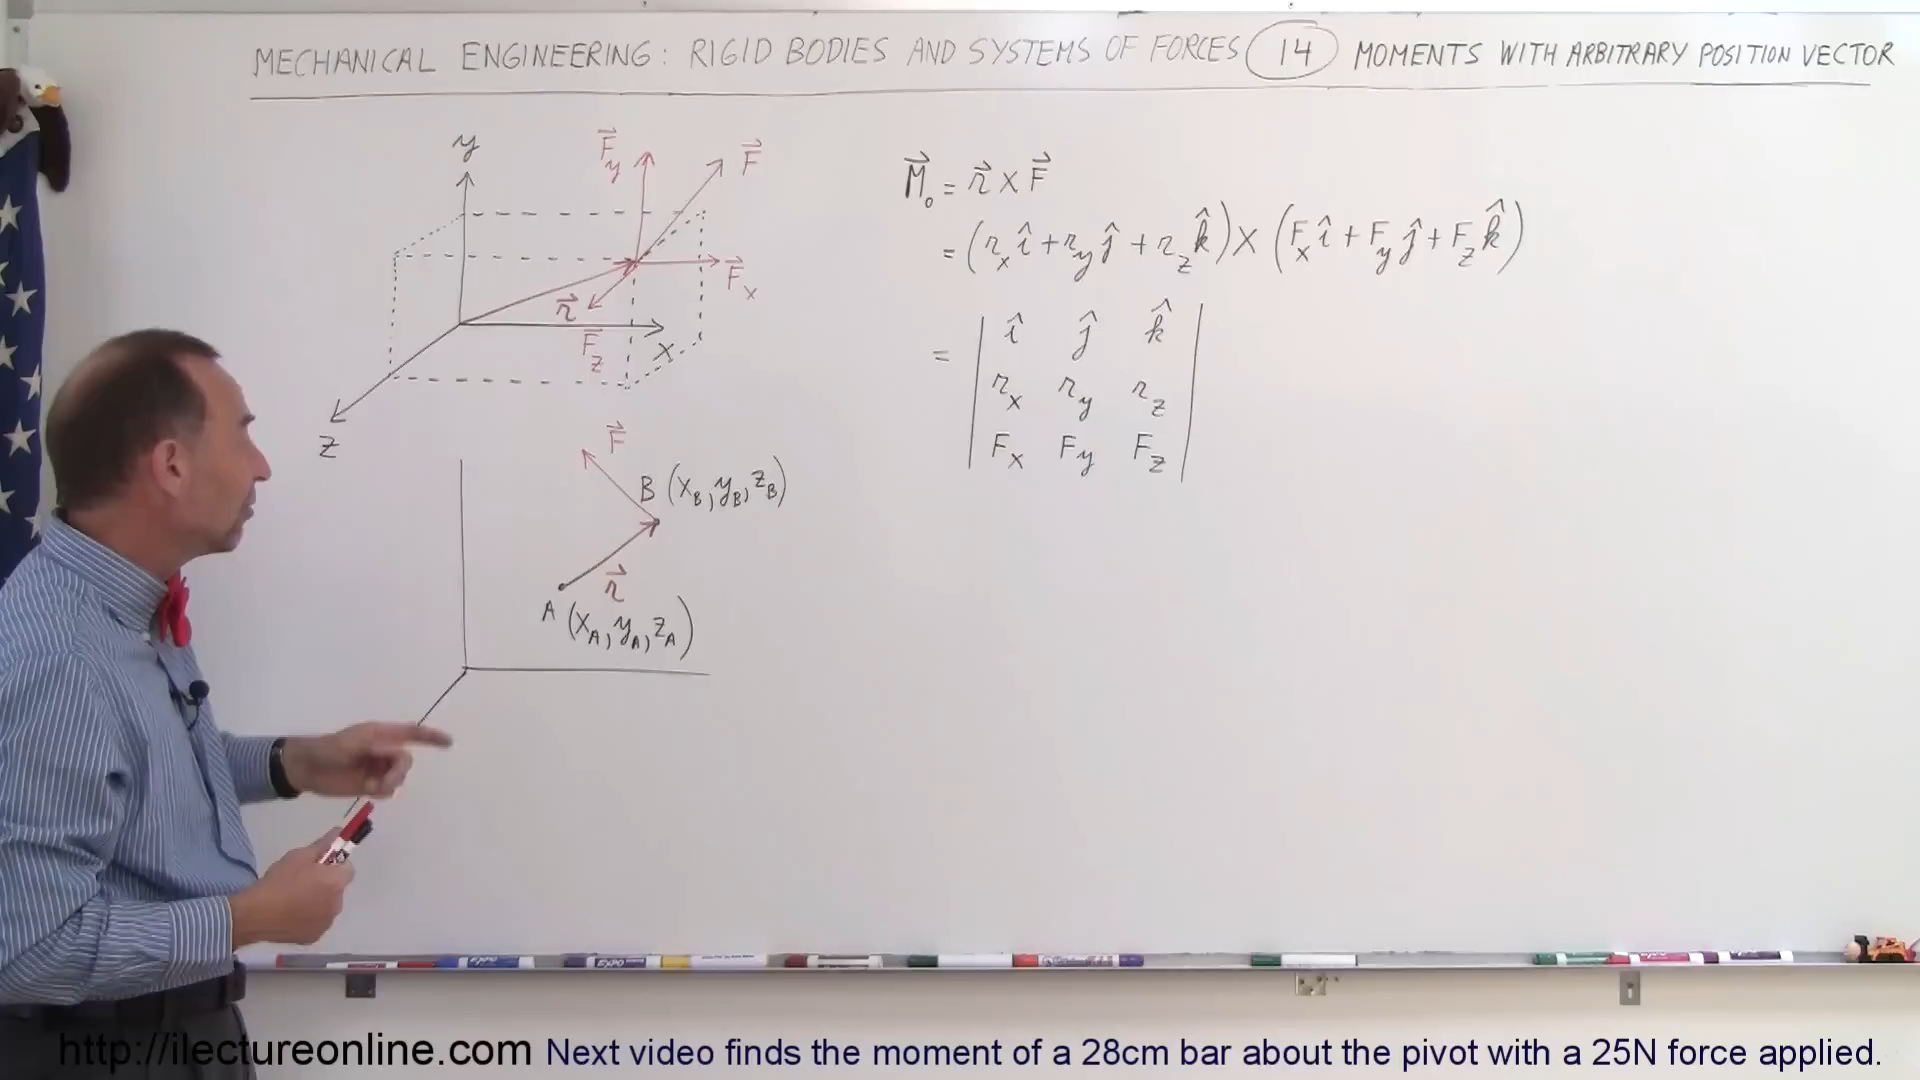 MECHANICAL ENGINEERING: RIGID BODIES AND SYSTEMS OF FORCES 14 MOMENTS WITH ARBITRARY POSITION VECTOR
y
F⃗y
F⃗
F⃗x
r⃗
F⃗z
x
z
M⃗o = r⃗ × F⃗
= (rx î + ry ĵ + rz k̂) × (Fx î + Fy ĵ + Fz k̂)
= | î ĵ k̂ |
| rx ry rz |
| Fx Fy Fz |
F⃗
B (xB, yB, zB)
r⃗
A (xA, yA, zA)
EXPO
EXPO
http://ilectureonline.com Next video finds the moment of a 28cm bar about the pivot with a 25N force applied.